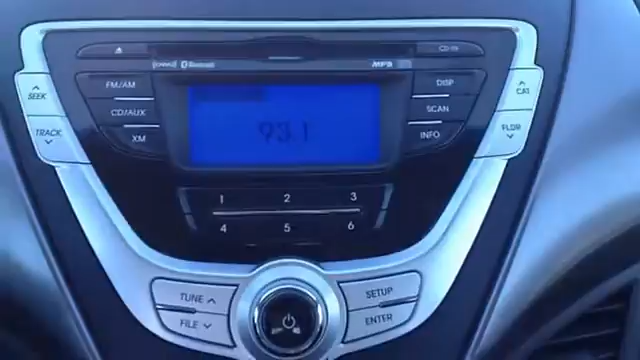 CD-IN
((XM)) Bluetooth MP3
SEEK
TRACK
FM/AM
CD/AUX
XM
93.1
DISP
SCAN
INFO
CAT
FLDR
1 2 3
4 5 6
TUNE
FILE
SETUP
ENTER